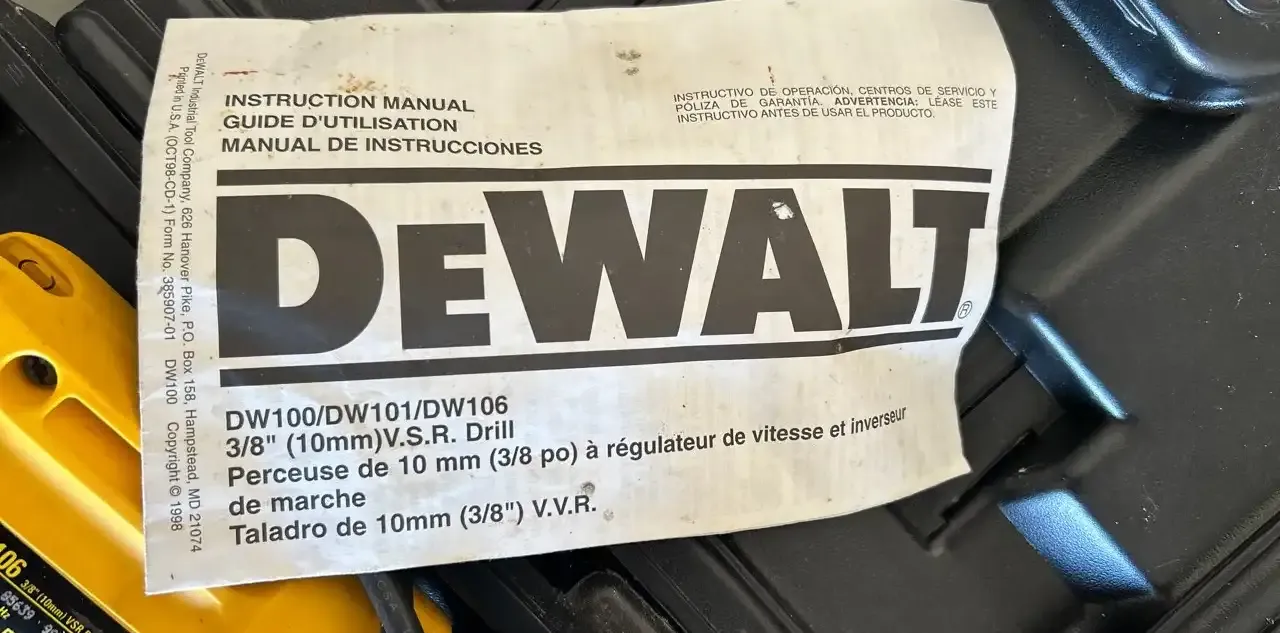 DEWALT Industrial Tool Company, 626 Hanover Pike, P.O. Box 158, Hampstead, MD 21074
Printed in U.S.A. (OCT98-CD-1) Form No. 385907-01 DW100 Copyright © 1998
INSTRUCTION MANUAL
GUIDE D'UTILISATION
MANUAL DE INSTRUCCIONES
INSTRUCTIVO DE OPERACIÓN, CENTROS DE SERVICIO Y
PÓLIZA DE GARANTÍA. ADVERTENCIA: LÉASE ESTE
INSTRUCTIVO ANTES DE USAR EL PRODUCTO.
DEWALT®
DW100/DW101/DW106
3/8" (10mm)V.S.R. Drill
Perceuse de 10 mm (3/8 po) à régulateur de vitesse et inverseur
de marche
Taladro de 10mm (3/8") V.V.R.
106 3/8" (10mm) VSR
85639
Hz